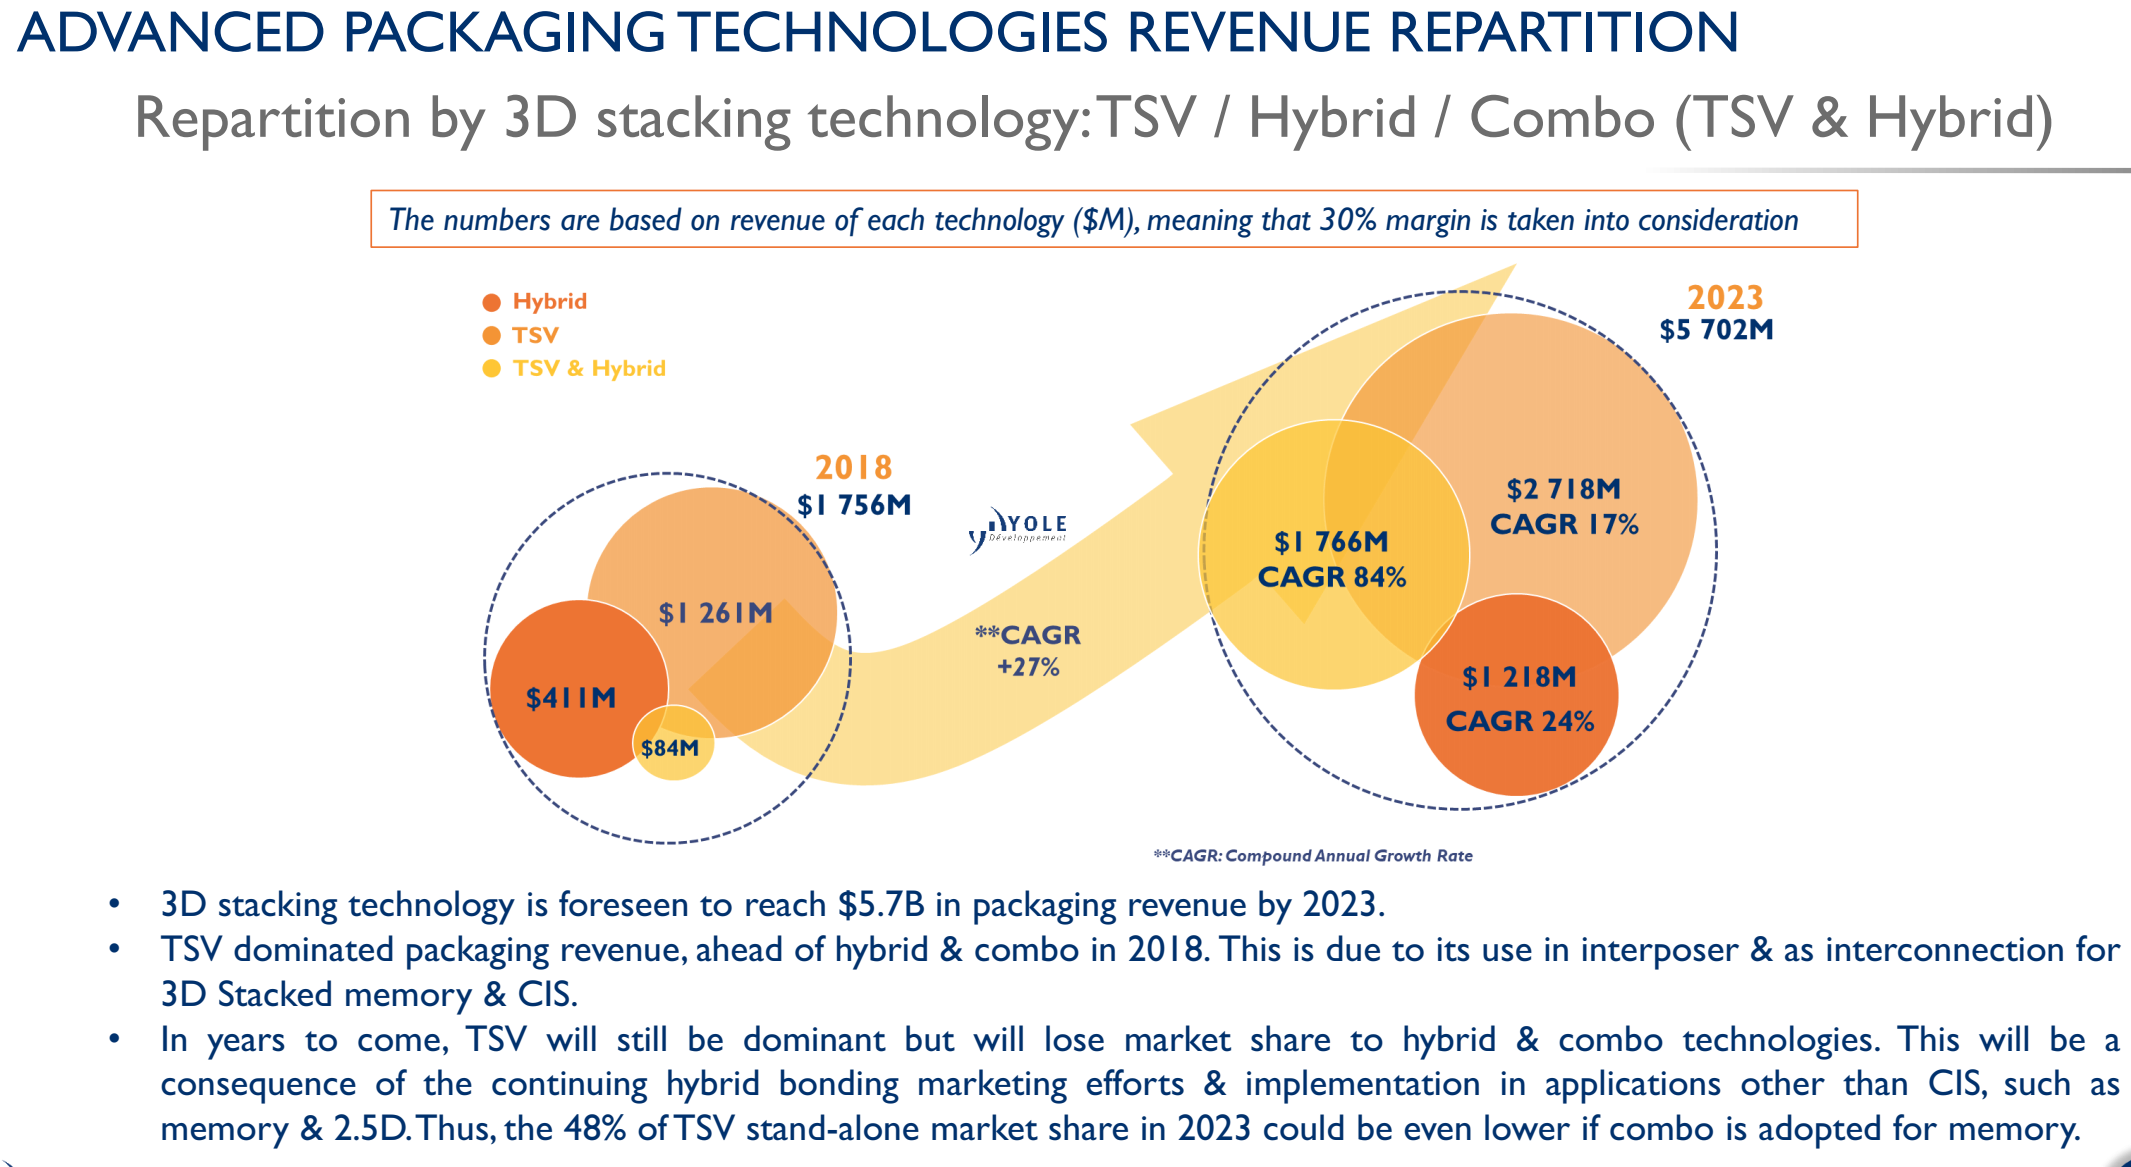 ADVANCED PACKAGING TECHNOLOGIES REVENUE REPARTITION
Repartition by 3D stacking technology: TSV / Hybrid / Combo (TSV & Hybrid)
The numbers are based on revenue of each technology ($M), meaning that 30% margin is taken into consideration
Hybrid
TSV
TSV & Hybrid
2018
$1 756M
$1 261M
$411M
$84M
YOLE
Développement
**CAGR
+27%
2023
$5 702M
$2 718M
CAGR 17%
$1 766M
CAGR 84%
$1 218M
CAGR 24%
**CAGR: Compound Annual Growth Rate
• 3D stacking technology is foreseen to reach $5.7B in packaging revenue by 2023.
• TSV dominated packaging revenue, ahead of hybrid & combo in 2018. This is due to its use in interposer & as interconnection for
3D Stacked memory & CIS.
• In years to come, TSV will still be dominant but will lose market share to hybrid & combo technologies. This will be a
consequence of the continuing hybrid bonding marketing efforts & implementation in applications other than CIS, such as
memory & 2.5D. Thus, the 48% of TSV stand-alone market share in 2023 could be even lower if combo is adopted for memory.